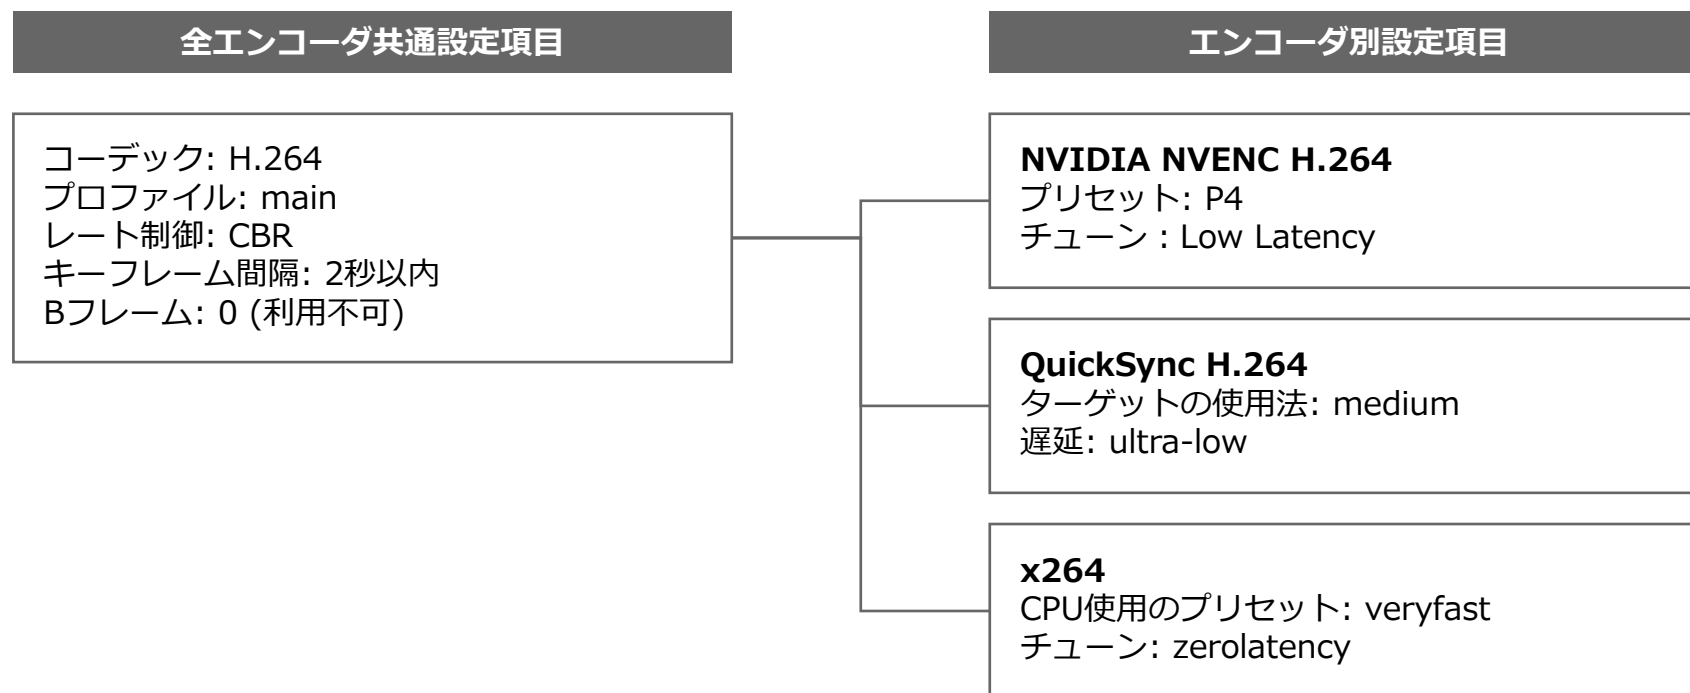 全エンコーダ共通設定項目
コーデック: H.264
プロファイル: main
レート制御: CBR
キーフレーム間隔: 2秒以内
Bフレーム: 0 (利用不可)
エンコーダ別設定項目
NVIDIA NVENC H.264
プリセット: P4
チューン : Low Latency
QuickSync H.264
ターゲットの使用法: medium
遅延: ultra-low
x264
CPU使用のプリセット: veryfast
チューン: zerolatency